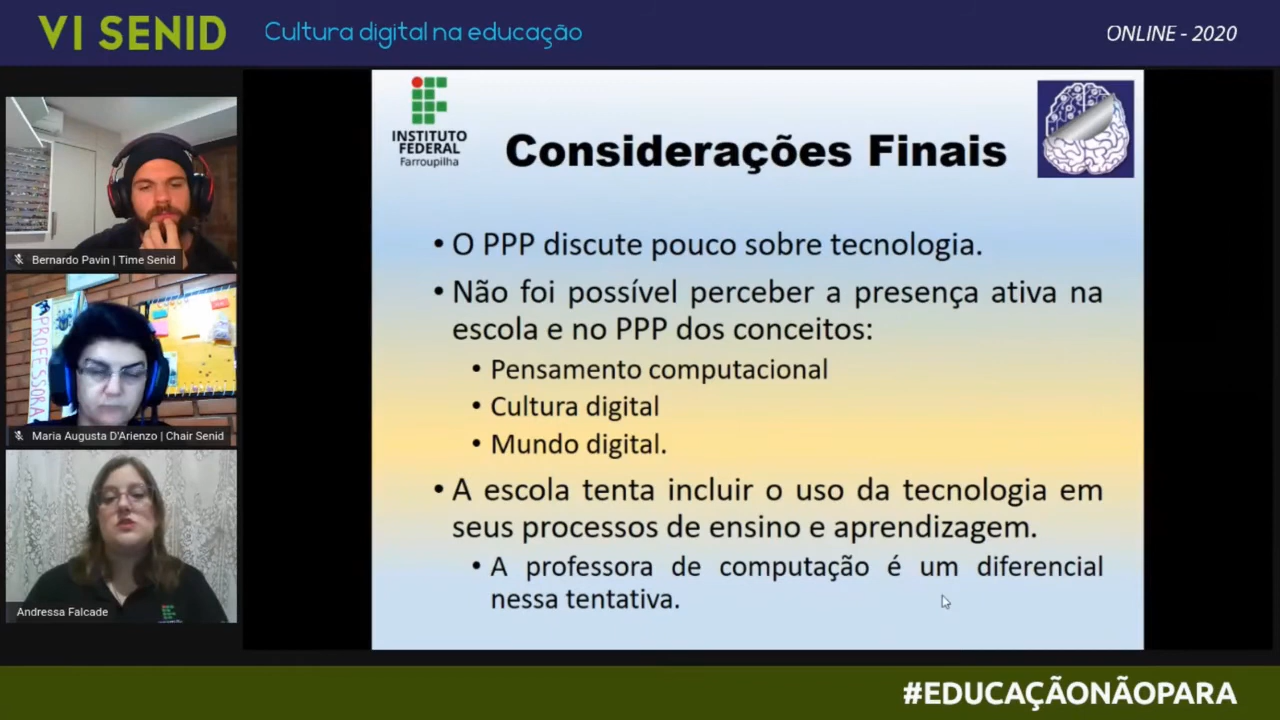 VI SENID
Cultura digital na educação
ONLINE - 2020
Bernardo Pavin | Time Senid
PROFESSORA
Maria Augusta D'Arienzo | Chair Senid
Andressa Falcade
INSTITUTO
FEDERAL
Farroupilha
Considerações Finais
• O PPP discute pouco sobre tecnologia.
• Não foi possível perceber a presença ativa na
escola e no PPP dos conceitos:
• Pensamento computacional
• Cultura digital
• Mundo digital.
• A escola tenta incluir o uso da tecnologia em
seus processos de ensino e aprendizagem.
• A professora de computação é um diferencial
nessa tentativa.
#EDUCAÇÃONÃOPARA